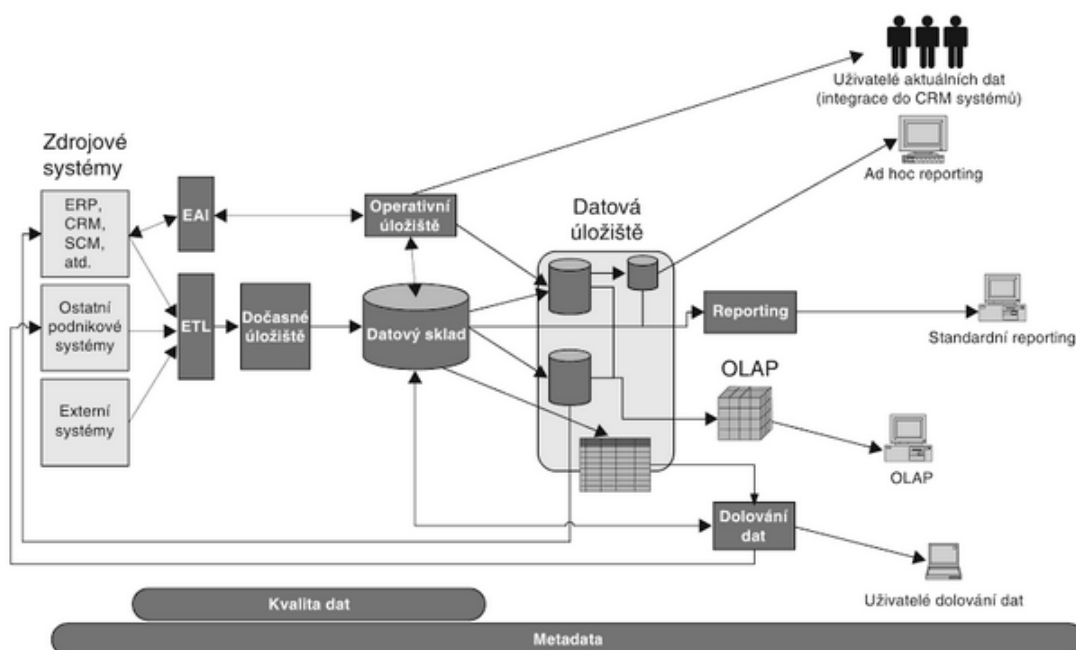 Uživatelé aktuálních dat
(integrace do CRM systémů)
Zdrojové
systémy
Ad hoc reporting
ERP,
CRM,
SCM,
atd.
EAI
Operativní
úložiště
Datová
úložiště
Ostatní
podnikové
systémy
ETL
Dočasné
úložiště
Datový sklad
Reporting
Standardní reporting
OLAP
Externí
systémy
OLAP
Dolování
dat
Uživatelé dolování dat
Kvalita dat
Metadata